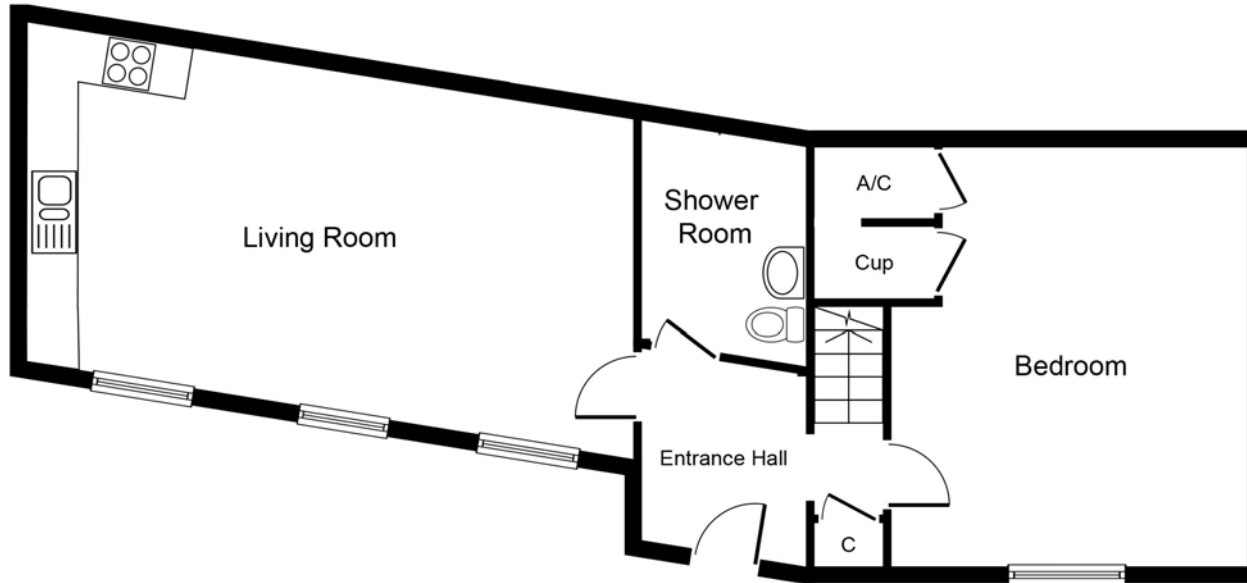 A/C
Shower
Room
Living Room
Cup
Bedroom
Entrance Hall
C